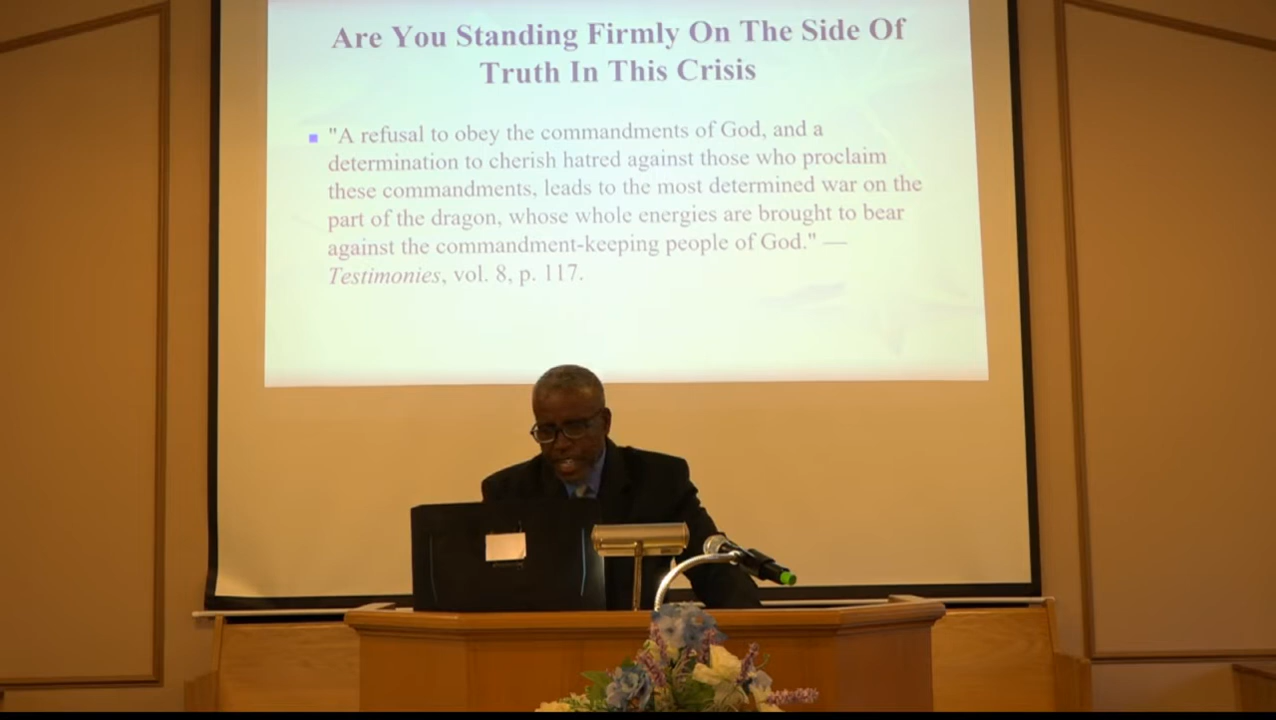 Are You Standing Firmly On The Side Of
Truth In This Crisis
"A refusal to obey the commandments of God, and a
determination to cherish hatred against those who proclaim
these commandments, leads to the most determined war on the
part of the dragon, whose whole energies are brought to bear
against the commandment-keeping people of God." —
Testimonies, vol. 8, p. 117.